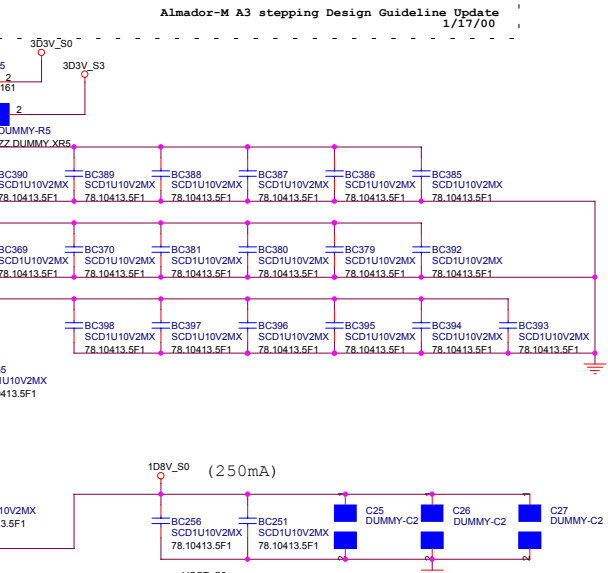 Almador-M A3 stepping Design Guideline Update
1/17/00
3D3V_S0
3D3V_S3
5
2
161
2
DUMMY-R5
ZZ.DUMMY.XR5
BC390 BC389 BC388 BC387 BC386 BC385
SCD1U10V2MX SCD1U10V2MX SCD1U10V2MX SCD1U10V2MX SCD1U10V2MX SCD1U10V2MX
78.10413.5F1 78.10413.5F1 78.10413.5F1 78.10413.5F1 78.10413.5F1 78.10413.5F1
BC369 BC370 BC381 BC380 BC379 BC392
SCD1U10V2MX SCD1U10V2MX SCD1U10V2MX SCD1U10V2MX SCD1U10V2MX SCD1U10V2MX
78.10413.5F1 78.10413.5F1 78.10413.5F1 78.10413.5F1 78.10413.5F1 78.10413.5F1
BC398 BC397 BC396 BC395 BC394 BC393
SCD1U10V2MX SCD1U10V2MX SCD1U10V2MX SCD1U10V2MX SCD1U10V2MX SCD1U10V2MX
78.10413.5F1 78.10413.5F1 78.10413.5F1 78.10413.5F1 78.10413.5F1 78.10413.5F1
5
1U10V2MX
413.5F1
1D8V_S0 (250mA)
1 1 1
10V2MX
3.5F1
BC256 BC251 C25 C26 C27
SCD1U10V2MX SCD1U10V2MX DUMMY-C2 DUMMY-C2 DUMMY-C2
78.10413.5F1 78.10413.5F1
2 2 2